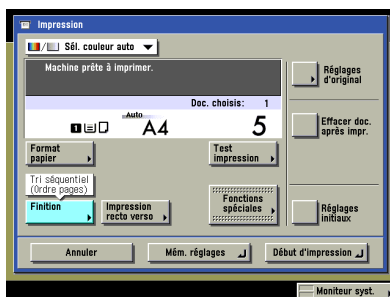 Impression
Sél. couleur auto
Machine prête à imprimer.
Doc. choisis: 1
Auto
1 A4 5
Réglages
d'original
Effacer doc.
après impr.
Format
papier
Test
impression
Tri séquentiel
(Ordre pages)
Finition
Impression
recto verso
Fonctions
spéciales
Réglages
initiaux
Annuler
Mém. réglages
Début d'impression
Moniteur syst.